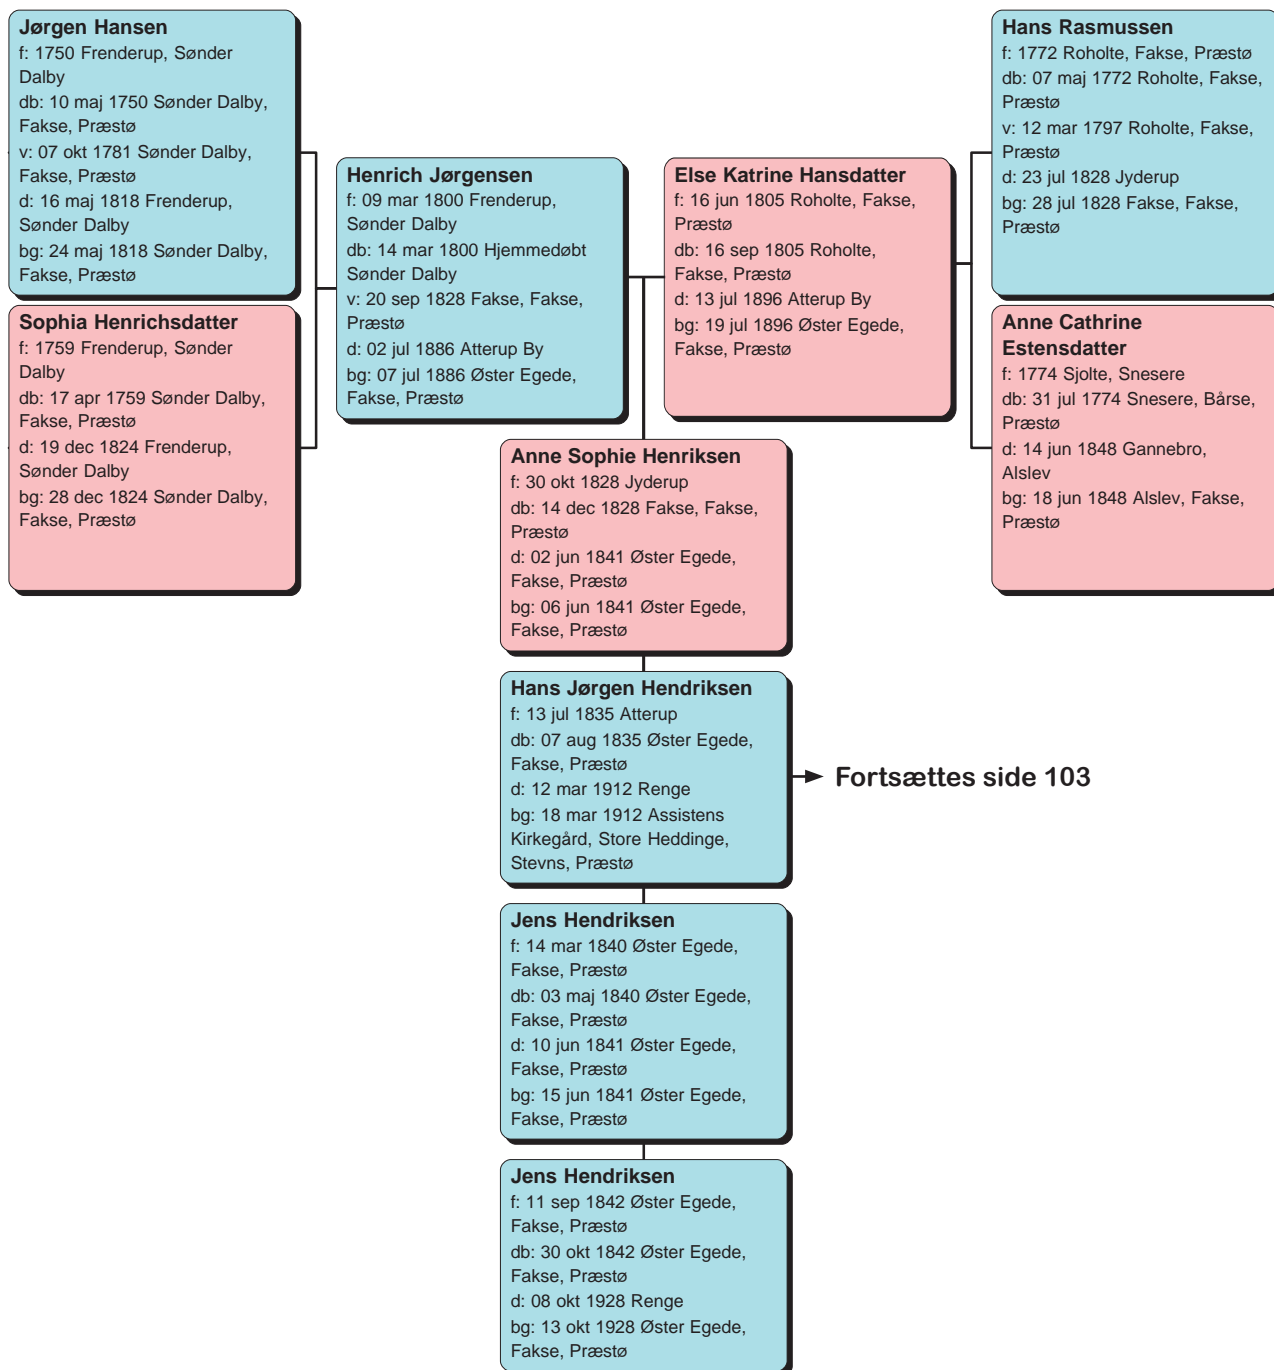 Jørgen Hansen
f: 1750 Frenderup, Sønder
Dalby
db: 10 maj 1750 Sønder Dalby,
Fakse, Præstø
v: 07 okt 1781 Sønder Dalby,
Fakse, Præstø
d: 16 maj 1818 Frenderup,
Sønder Dalby
bg: 24 maj 1818 Sønder Dalby,
Fakse, Præstø
Sophia Henrichsdatter
f: 1759 Frenderup, Sønder
Dalby
db: 17 apr 1759 Sønder Dalby,
Fakse, Præstø
d: 19 dec 1824 Frenderup,
Sønder Dalby
bg: 28 dec 1824 Sønder Dalby,
Fakse, Præstø
Henrich Jørgensen
f: 09 mar 1800 Frenderup,
Sønder Dalby
db: 14 mar 1800 Hjemmedøbt
Sønder Dalby
v: 20 sep 1828 Fakse, Fakse,
Præstø
d: 02 jul 1886 Atterup By
bg: 07 jul 1886 Øster Egede,
Fakse, Præstø
Else Katrine Hansdatter
f: 16 jun 1805 Roholte, Fakse,
Præstø
db: 16 sep 1805 Roholte,
Fakse, Præstø
d: 13 jul 1896 Atterup By
bg: 19 jul 1896 Øster Egede,
Fakse, Præstø
Hans Rasmussen
f: 1772 Roholte, Fakse, Præstø
db: 07 maj 1772 Roholte, Fakse,
Præstø
v: 12 mar 1797 Roholte, Fakse,
Præstø
d: 23 jul 1828 Jyderup
bg: 28 jul 1828 Fakse, Fakse,
Præstø
Anne Cathrine
Estensdatter
f: 1774 Sjolte, Snesere
db: 31 jul 1774 Snesere, Bårse,
Præstø
d: 14 jun 1848 Gannebro,
Alslev
bg: 18 jun 1848 Alslev, Fakse,
Præstø
Anne Sophie Henriksen
f: 30 okt 1828 Jyderup
db: 14 dec 1828 Fakse, Fakse,
Præstø
d: 02 jun 1841 Øster Egede,
Fakse, Præstø
bg: 06 jun 1841 Øster Egede,
Fakse, Præstø
Hans Jørgen Hendriksen
f: 13 jul 1835 Atterup
db: 07 aug 1835 Øster Egede,
Fakse, Præstø
d: 12 mar 1912 Renge
bg: 18 mar 1912 Assistens
Kirkegård, Store Heddinge,
Stevns, Præstø
Fortsættes side 103
Jens Hendriksen
f: 14 mar 1840 Øster Egede,
Fakse, Præstø
db: 03 maj 1840 Øster Egede,
Fakse, Præstø
d: 10 jun 1841 Øster Egede,
Fakse, Præstø
bg: 15 jun 1841 Øster Egede,
Fakse, Præstø
Jens Hendriksen
f: 11 sep 1842 Øster Egede,
Fakse, Præstø
db: 30 okt 1842 Øster Egede,
Fakse, Præstø
d: 08 okt 1928 Renge
bg: 13 okt 1928 Øster Egede,
Fakse, Præstø